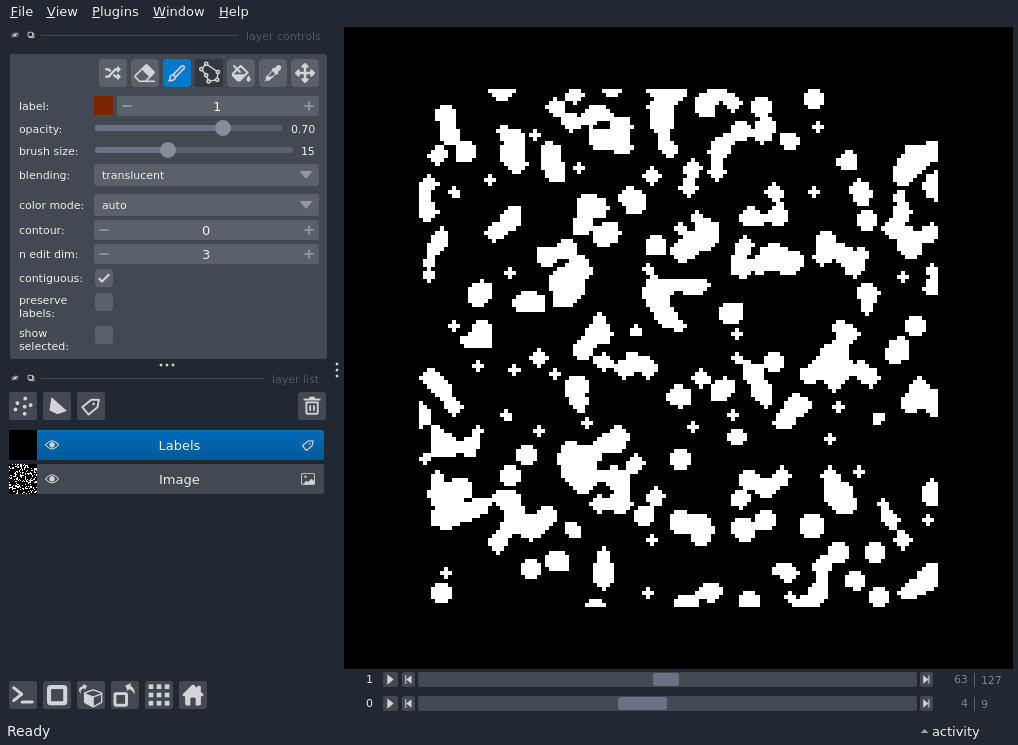 File View Plugins Window Help
layer controls
label: 1
opacity: 0.70
brush size: 15
blending: translucent
color mode: auto
contour: 0
n edit dim: 3
contiguous:
preserve
labels:
show
selected:
layer list
Labels
Image
1 63 127
0 4 9
Ready activity